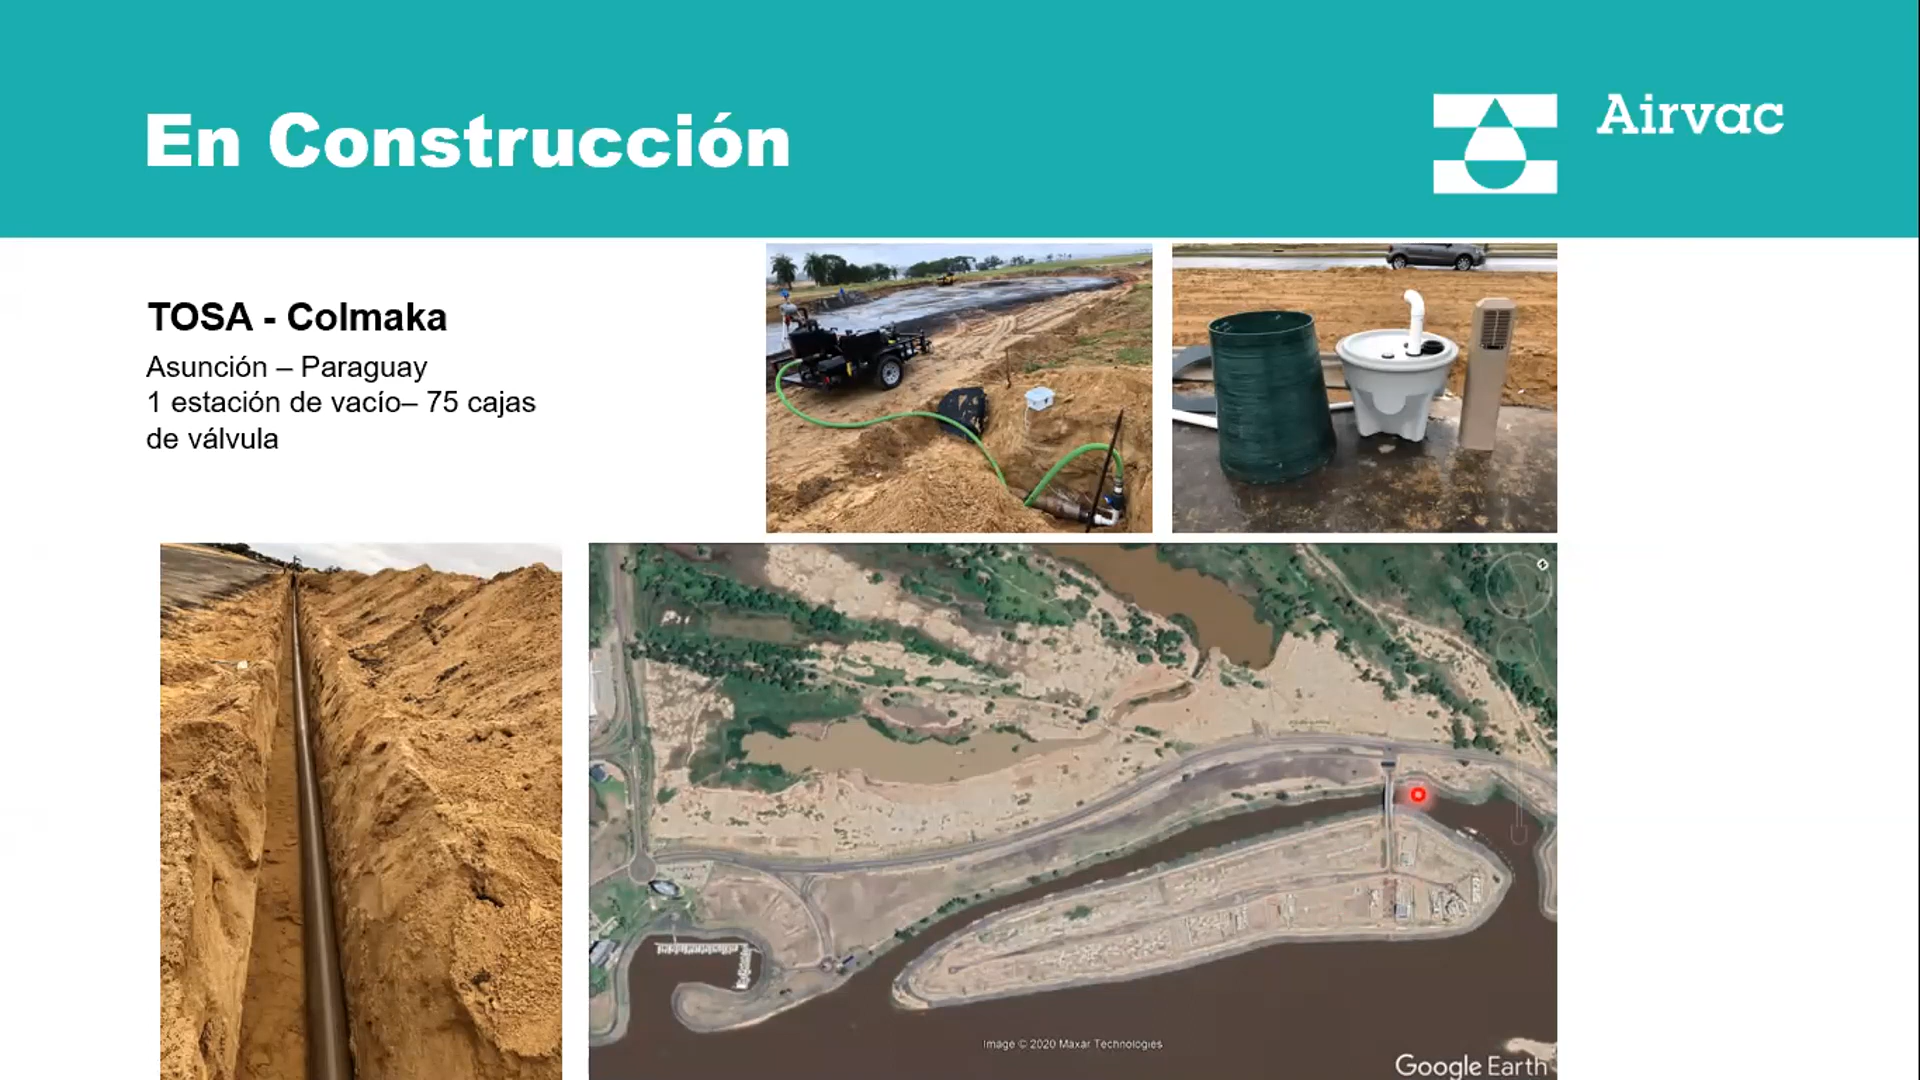 En Construcción
Airvac
TOSA - Colmaka
Asunción – Paraguay
1 estación de vacío– 75 cajas
de válvula
Image © 2020 Maxar Technologies
Google Earth